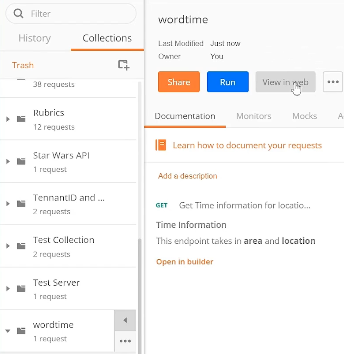 Filter
History
Collections
Trash
38 requests
Rubrics
12 requests
Star Wars API
1 request
TennantID and ...
2 requests
Test Collection
2 requests
Test Server
1 request
wordtime
1 request
wordtime
Last Modified Just now
Owner You
Share
Run
View in web
Documentation
Monitors
Mocks
A
Learn how to document your requests
Add a description
GET Get Time information for locatio...
Time Information
This endpoint takes in area and location
Open in builder